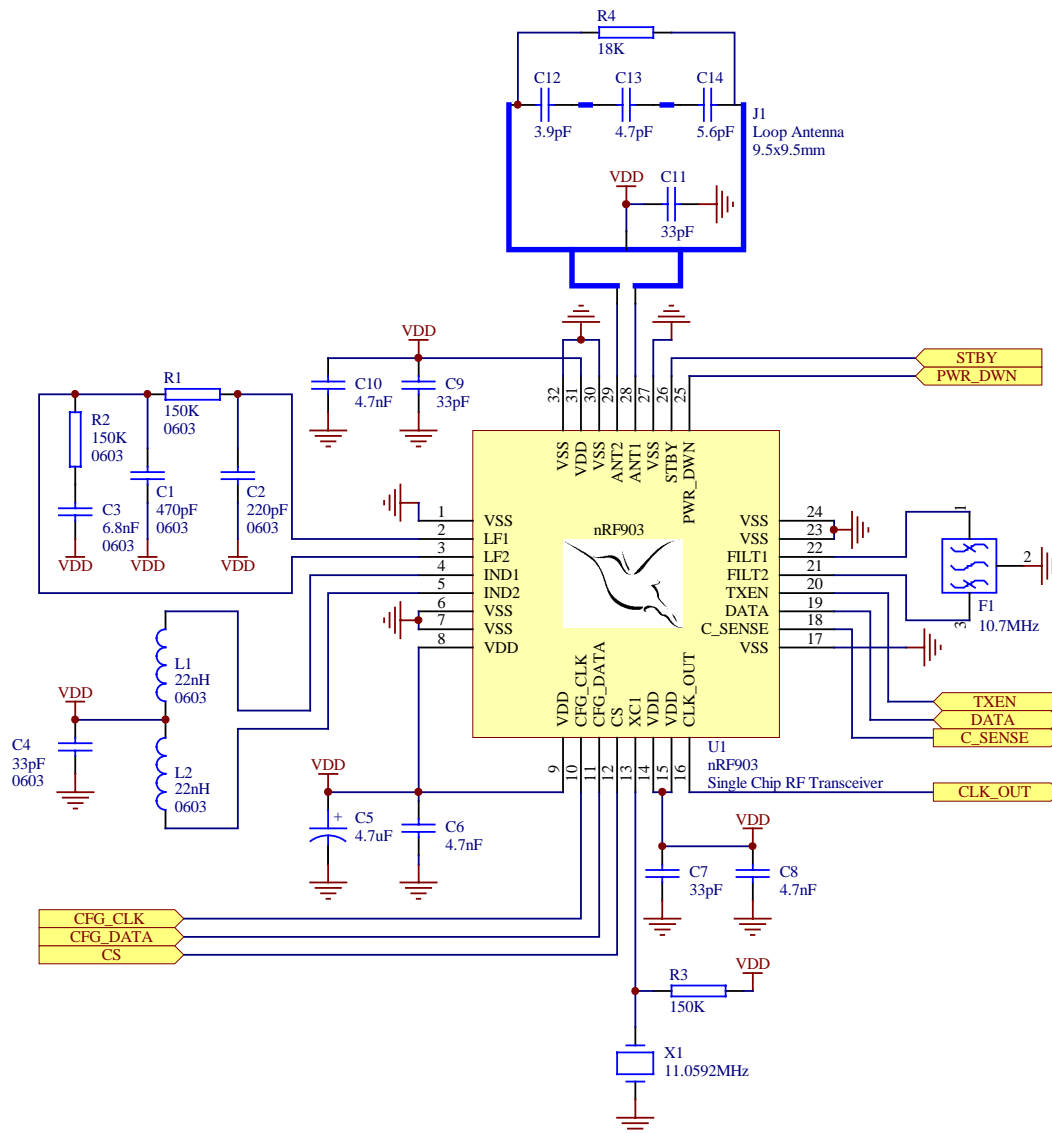 R4
18K
C12
C13
C14
3.9pF
4.7pF
5.6pF
J1
Loop Antenna
9.5x9.5mm
VDD
C11
33pF
VDD
C10
4.7nF
C9
33pF
STBY
PWR_DWN
32
31
30
29
28
27
26
25
VSS
VDD
VSS
ANT2
ANT1
VSS
STBY
PWR_DWN
R1
150K
0603
R2
150K
0603
C3
6.8nF
0603
C1
470pF
0603
C2
220pF
0603
VDD
VDD
VDD
nRF903
1
VSS
2
LF1
3
LF2
4
IND1
5
IND2
6
VSS
7
VSS
8
VDD
VSS
24
VSS
23
FILT1
22
FILT2
21
TXEN
20
DATA
19
C_SENSE
18
VSS
17
1
2
3
F1
10.7MHz
L1
22nH
0603
VDD
C4
33pF
0603
L2
22nH
0603
VDD
CFG_CLK
CFG_DATA
CS
XC1
VDD
VDD
CLK_OUT
9
10
11
12
13
14
15
16
U1
nRF903
Single Chip RF Transceiver
TXEN
DATA
C_SENSE
CLK_OUT
VDD
+
C5
4.7uF
C6
4.7nF
VDD
C7
33pF
C8
4.7nF
CFG_CLK
CFG_DATA
CS
R3
150K
VDD
X1
11.0592MHz